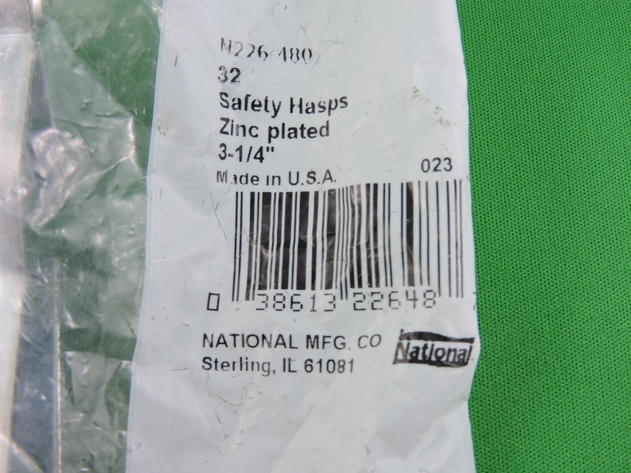 N226-480
32
Safety Hasps
Zinc plated
3-1/4"
Made in U.S.A.
023
0 38613 22648
NATIONAL MFG. CO
Sterling, IL 61081
National